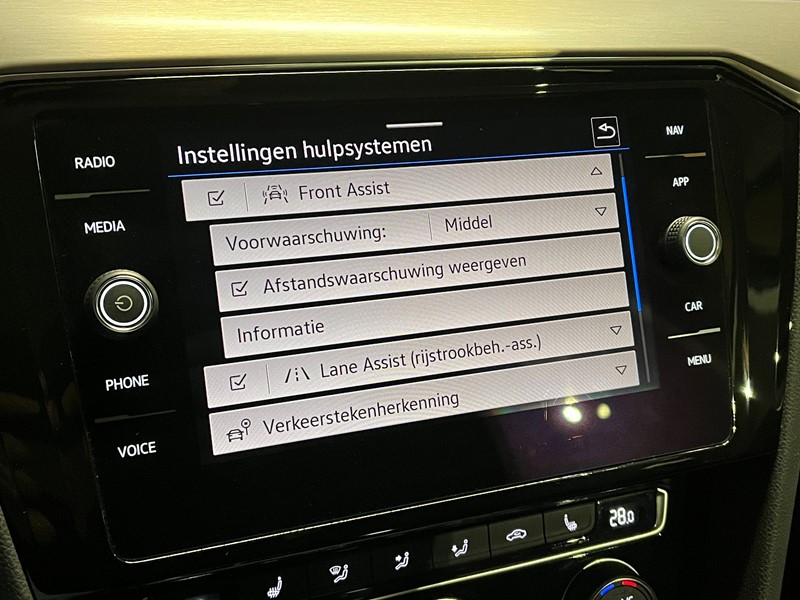 RADIO
MEDIA
PHONE
VOICE
Instellingen hulpsystemen
Front Assist
Voorwaarschuwing: Middel
Afstandswaarschuwing weergeven
Informatie
Lane Assist (rijstrookbeh.-ass.)
Verkeerstekenherkenning
NAV
APP
CAR
MENU
28.0